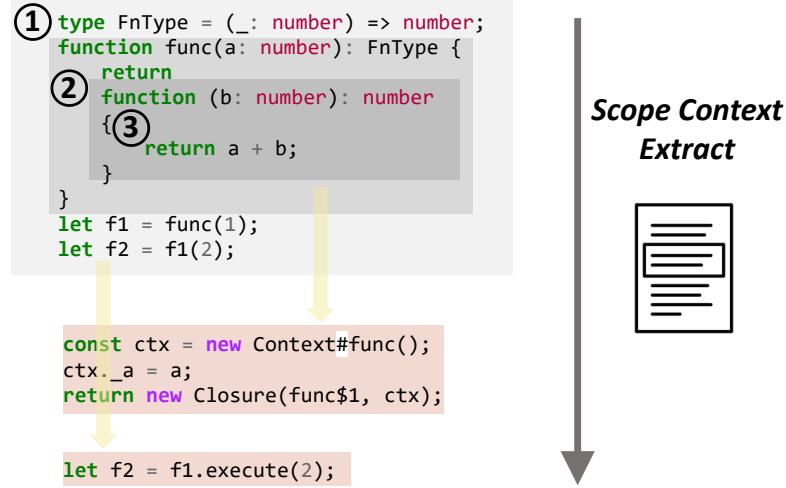 ① type FnType = (_: number) => number;
function func(a: number): FnType {
return
② function (b: number): number
{③
return a + b;
}
}
let f1 = func(1);
let f2 = f1(2);
const ctx = new Context#func();
ctx._a = a;
return new Closure(func$1, ctx);
let f2 = f1.execute(2);
Scope Context
Extract